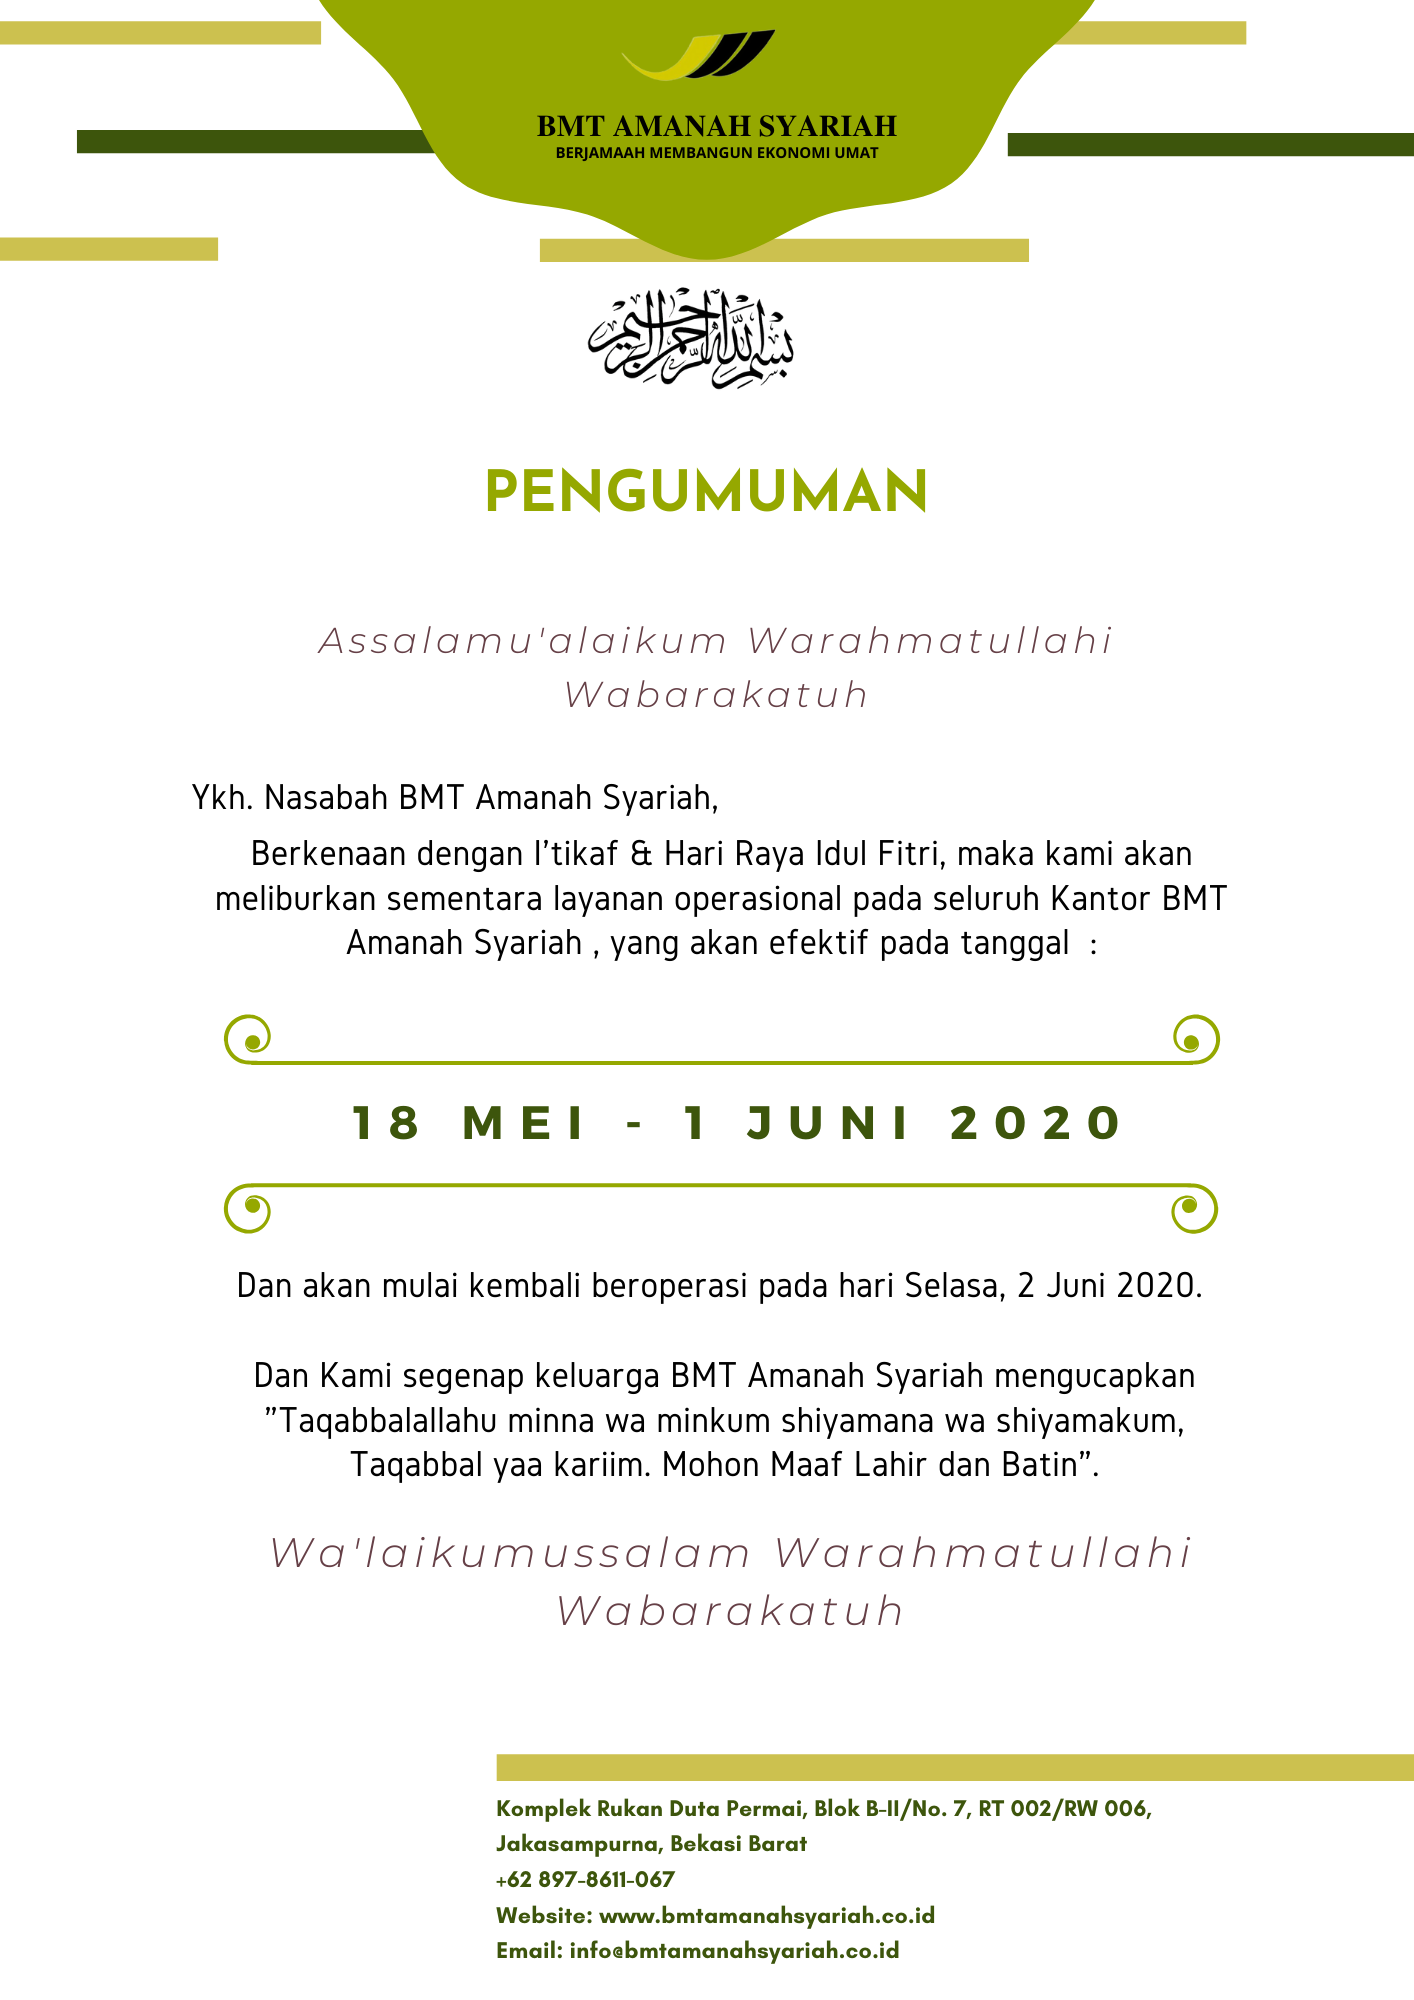 BMT AMANAH SYARIAH
BERJAMAAH MEMBANGUN EKONOMI UMAT
بسم الله الرحمن الرحيم
PENGUMUMAN
Assalamu'alaikum Warahmatullahi
Wabarakatuh
Ykh. Nasabah BMT Amanah Syariah,
Berkenaan dengan I’tikaf & Hari Raya Idul Fitri, maka kami akan
meliburkan sementara layanan operasional pada seluruh Kantor BMT
Amanah Syariah , yang akan efektif pada tanggal :
18 MEI - 1 JUNI 2020
Dan akan mulai kembali beroperasi pada hari Selasa, 2 Juni 2020.
Dan Kami segenap keluarga BMT Amanah Syariah mengucapkan
”Taqabbalallahu minna wa minkum shiyamana wa shiyamakum,
Taqabbal yaa kariim. Mohon Maaf Lahir dan Batin”.
Wa'laikumussalam Warahmatullahi
Wabarakatuh
Komplek Rukan Duta Permai, Blok B-II/No. 7, RT 002/RW 006,
Jakasampurna, Bekasi Barat
+62 897-8611-067
Website: www.bmtamanahsyariah.co.id
Email: info@bmtamanahsyariah.co.id